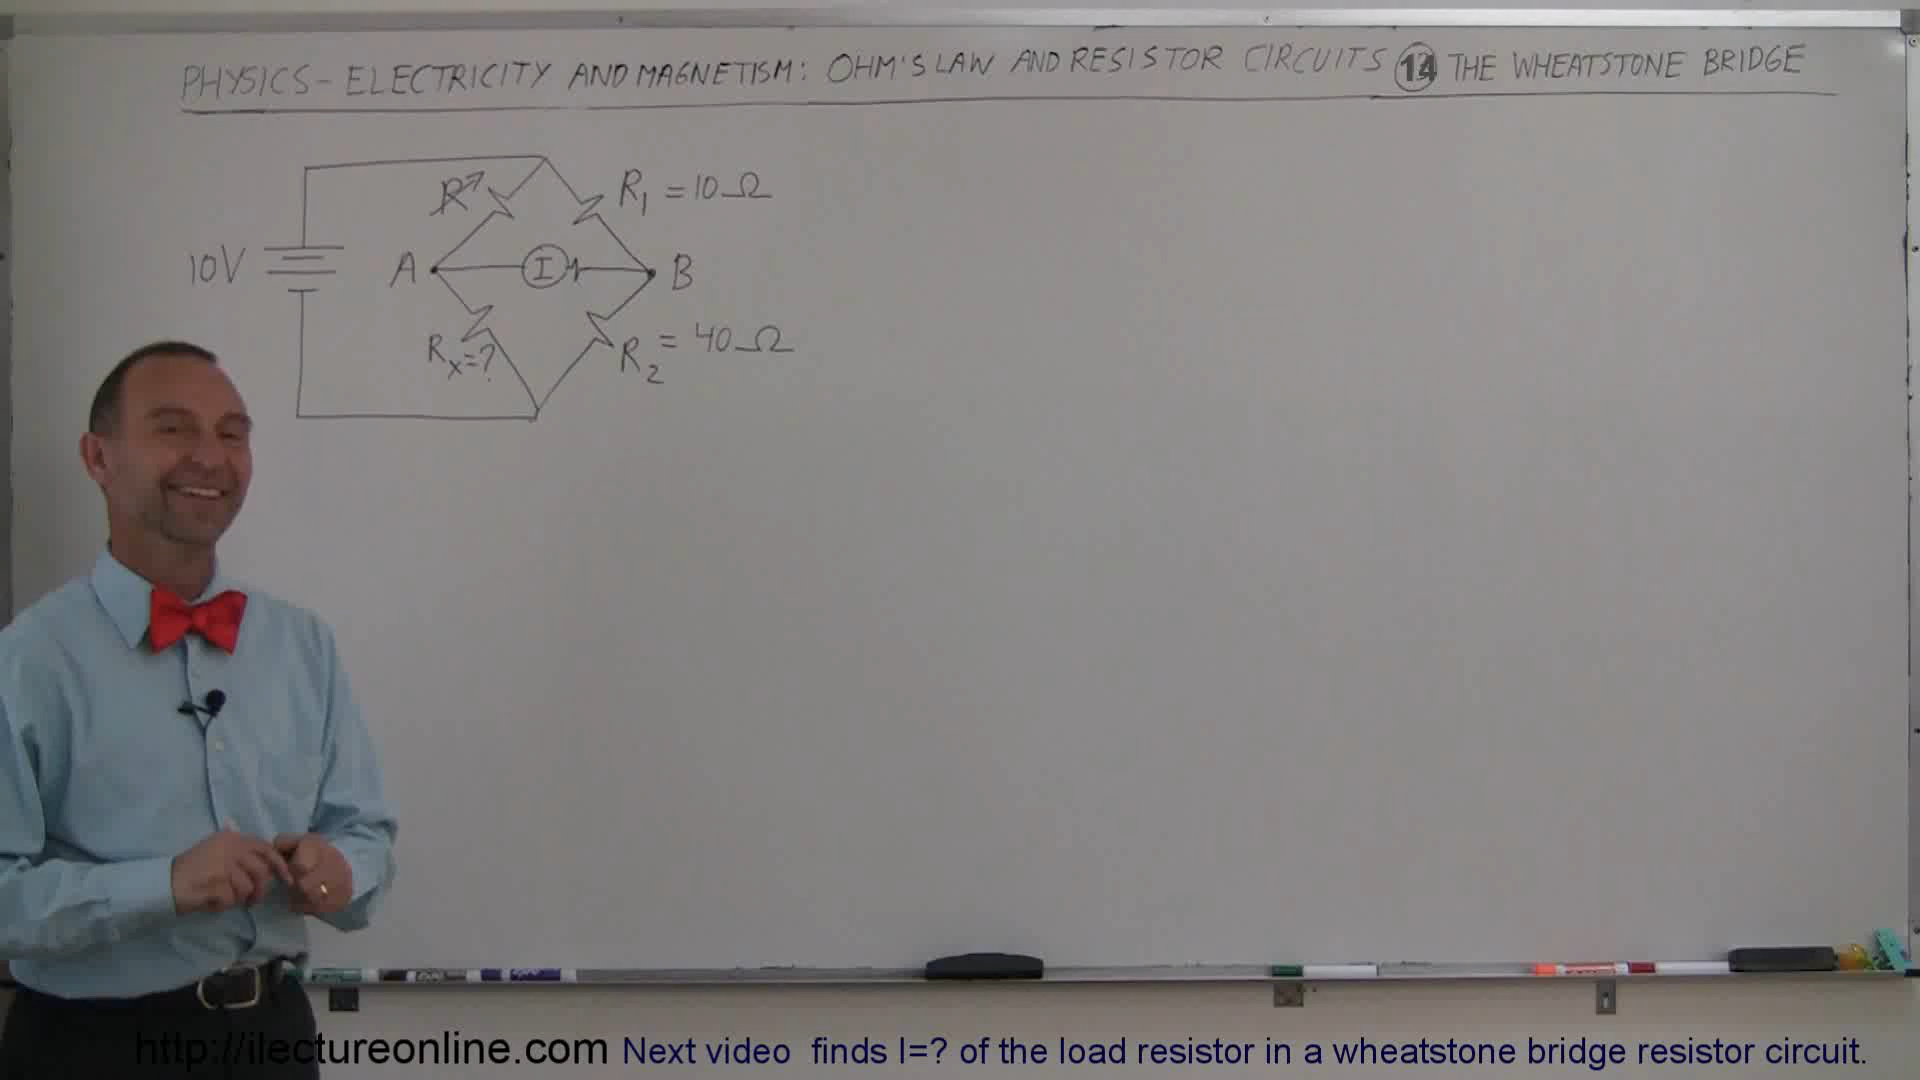 PHYSICS - ELECTRICITY AND MAGNETISM: OHM'S LAW AND RESISTOR CIRCUITS 14 THE WHEATSTONE BRIDGE
R R₁ = 10 Ω
10V A I B
Rₓ=? R₂ = 40 Ω
http://ilectureonline.com Next video finds I=? of the load resistor in a wheatstone bridge resistor circuit.